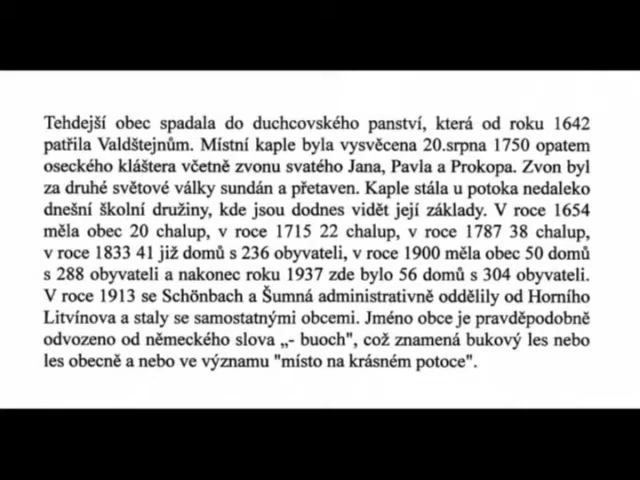 Tehdejší obec spadala do duchcovského panství, která od roku 1642
patřila Valdštejnům. Místní kaple byla vysvěcena 20.srpna 1750 opatem
oseckého kláštera včetně zvonu svatého Jana, Pavla a Prokopa. Zvon byl
za druhé světové války sundán a přetaven. Kaple stála u potoka nedaleko
dnešní školní družiny, kde jsou dodnes vidět její základy. V roce 1654
měla obec 20 chalup, v roce 1715 22 chalup, v roce 1787 38 chalup,
v roce 1833 41 již domů s 236 obyvateli, v roce 1900 měla obec 50 domů
s 288 obyvateli a nakonec roku 1937 zde bylo 56 domů s 304 obyvateli.
V roce 1913 se Schönbach a Šumná administrativně oddělily od Horního
Litvínova a staly se samostatnými obcemi. Jméno obce je pravděpodobně
odvozeno od německého slova „- buoch", což znamená bukový les nebo
les obecně a nebo ve významu "místo na krásném potoce".